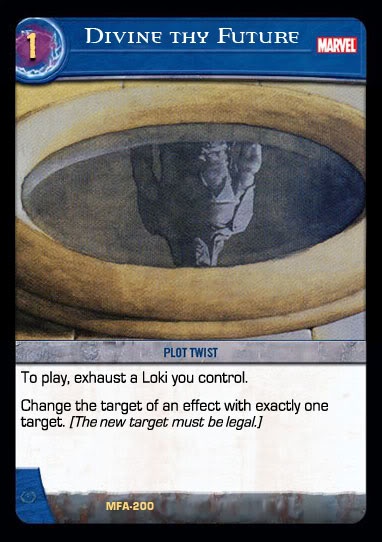 1
Divine thy Future
MARVEL
PLOT TWIST
To play, exhaust a Loki you control.
Change the target of an effect with exactly one
target. [The new target must be legal.]
MFA-200